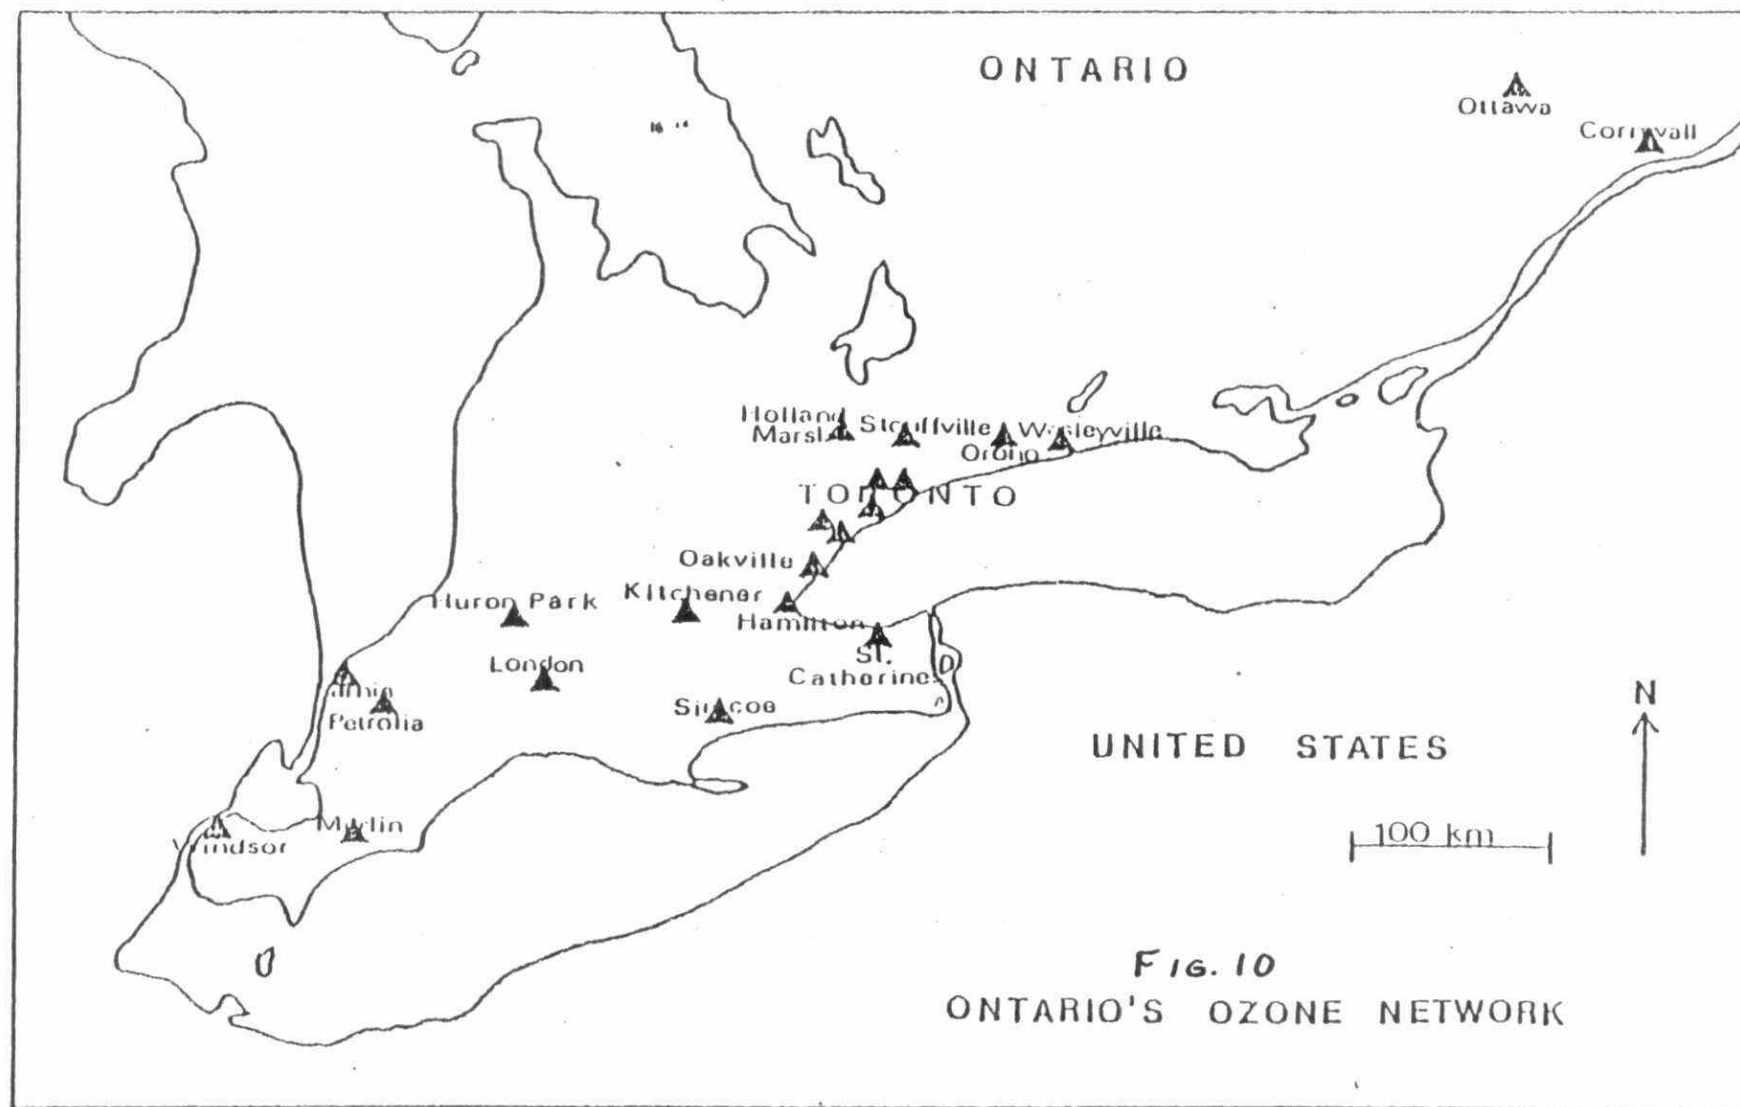 ONTARIO
Ottawa
Cornwall
Holland
Marsh
Stouffville
Wesleyville
Orono
TORONTO
Oakville
Kitchener
Huron Park
Hamilton
St.
Catharines
London
Sarnia
Petrolia
Simcoe
N
UNITED STATES
Merlin
Windsor
100 km
FIG. 10
ONTARIO'S OZONE NETWORK